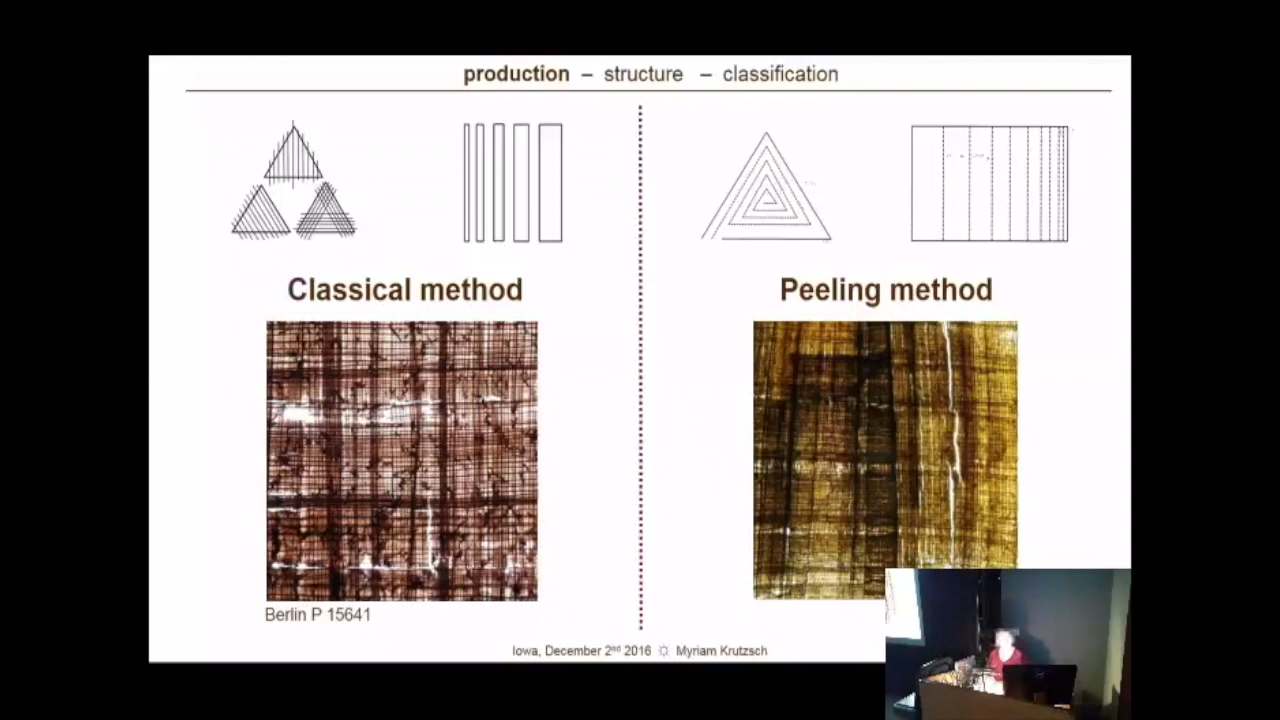 production – structure – classification
Classical method
Peeling method
Berlin P 15641
Iowa, December 2nd 2016 ☼ Myriam Krutzsch